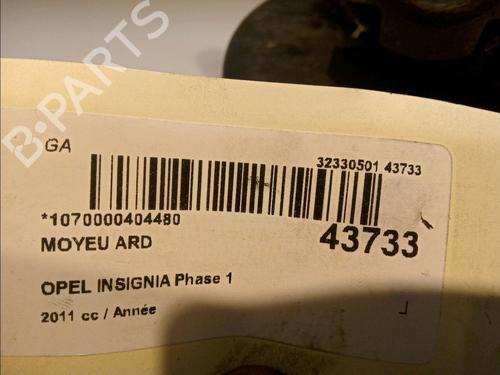 B-PARTS
GA
32330501 43733
*1070000404480
MOYEU ARD
43733
OPEL INSIGNIA Phase 1
2011 cc / Année